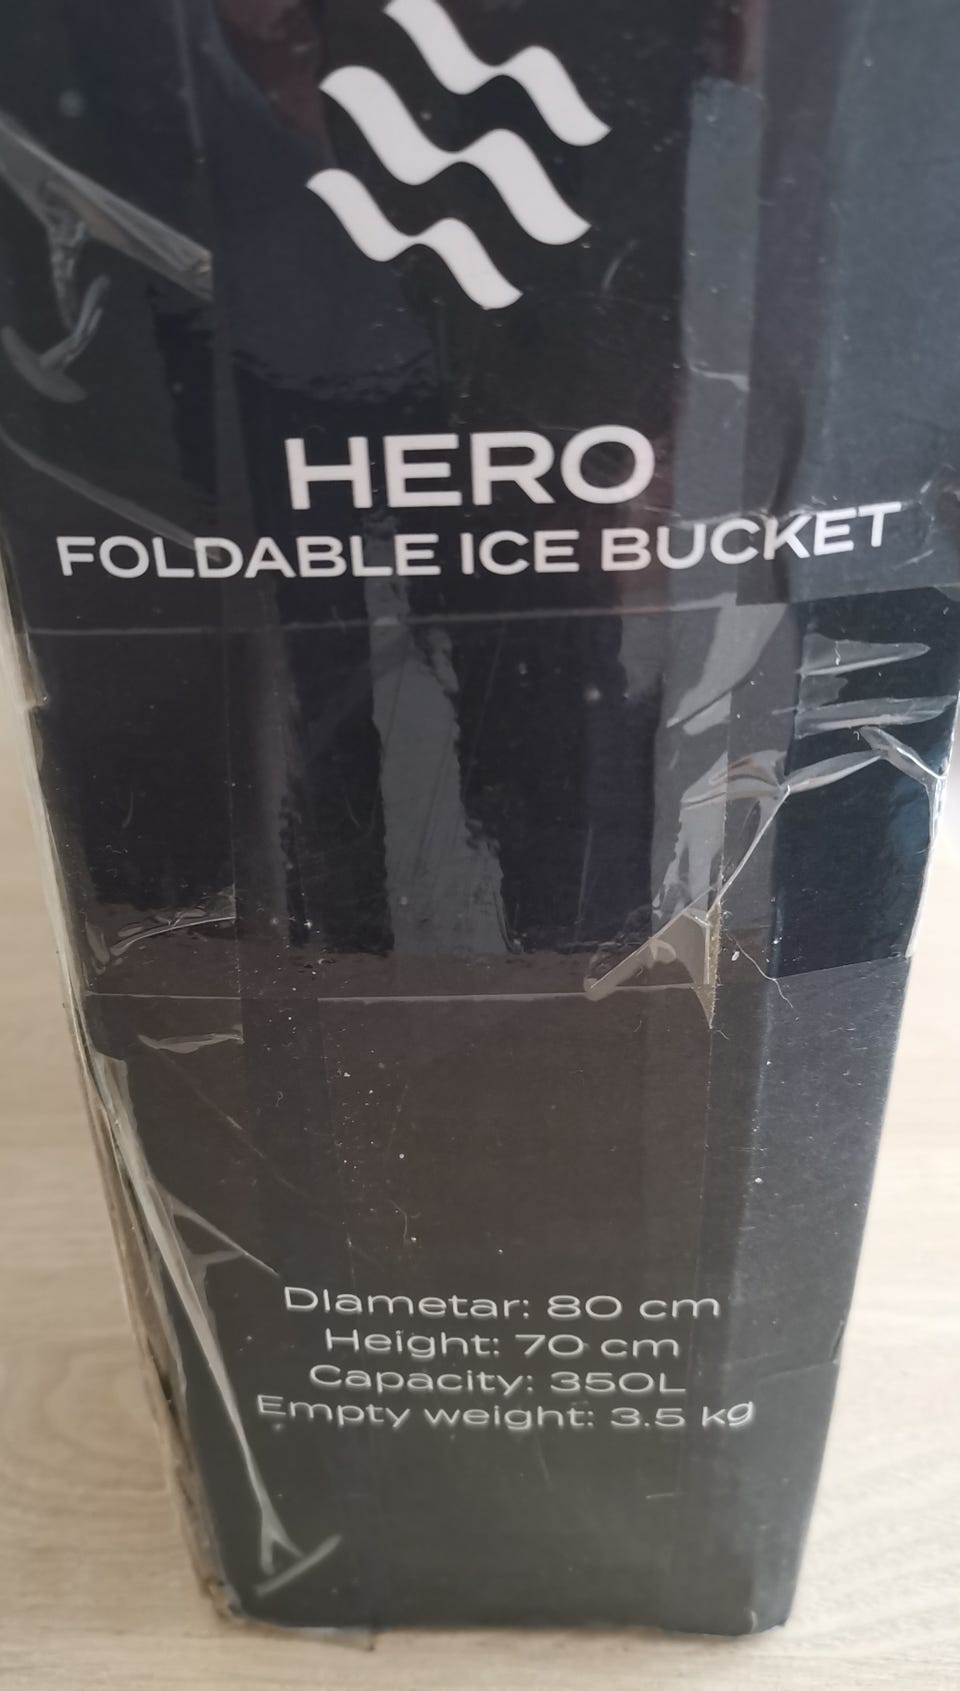 HERO
FOLDABLE ICE BUCKET
Diametar: 80 cm
Height: 70 cm
Capacity: 350L
Empty weight: 3.5 kg